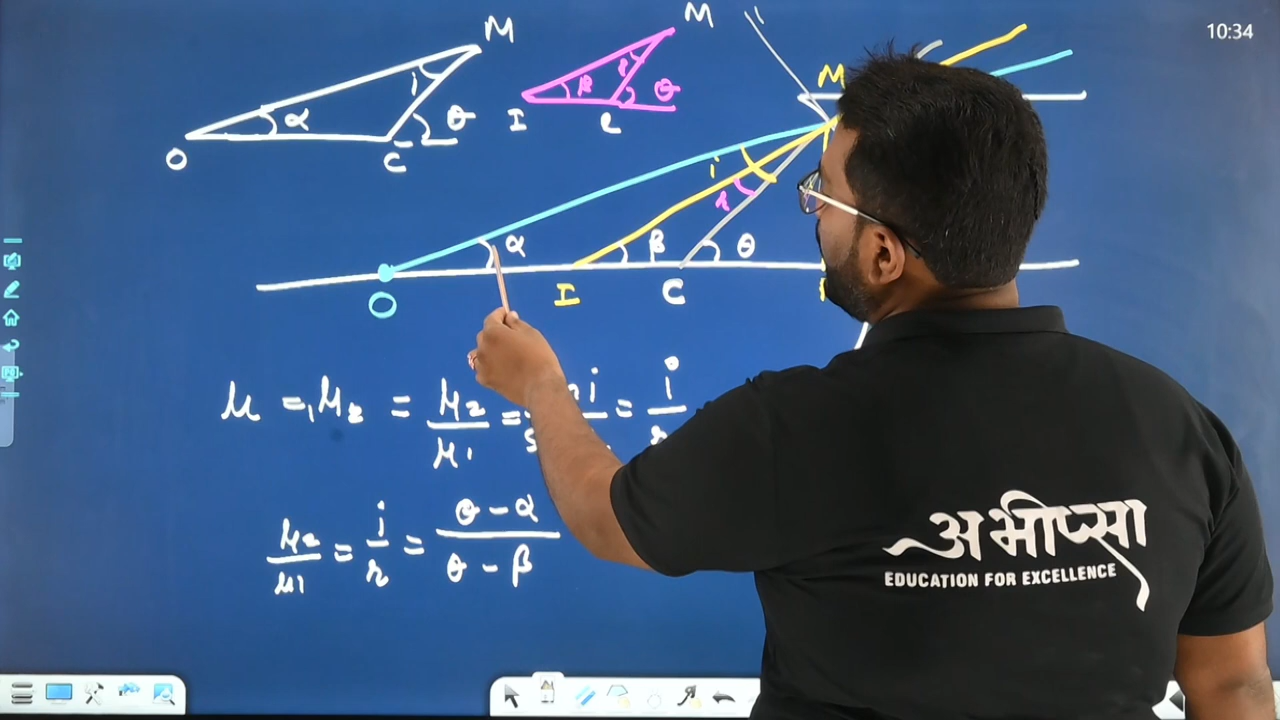 10:34
M
M
M
i
α
θ
O
C
β
r
θ
I
C
i
r
α
β
θ
O
I
C
μ = ₁μ₂ = μ₂/μ₁ = = i/r
μ₂/μ₁ = i/r = θ - α / θ - β
अभीप्सा
EDUCATION FOR EXCELLENCE